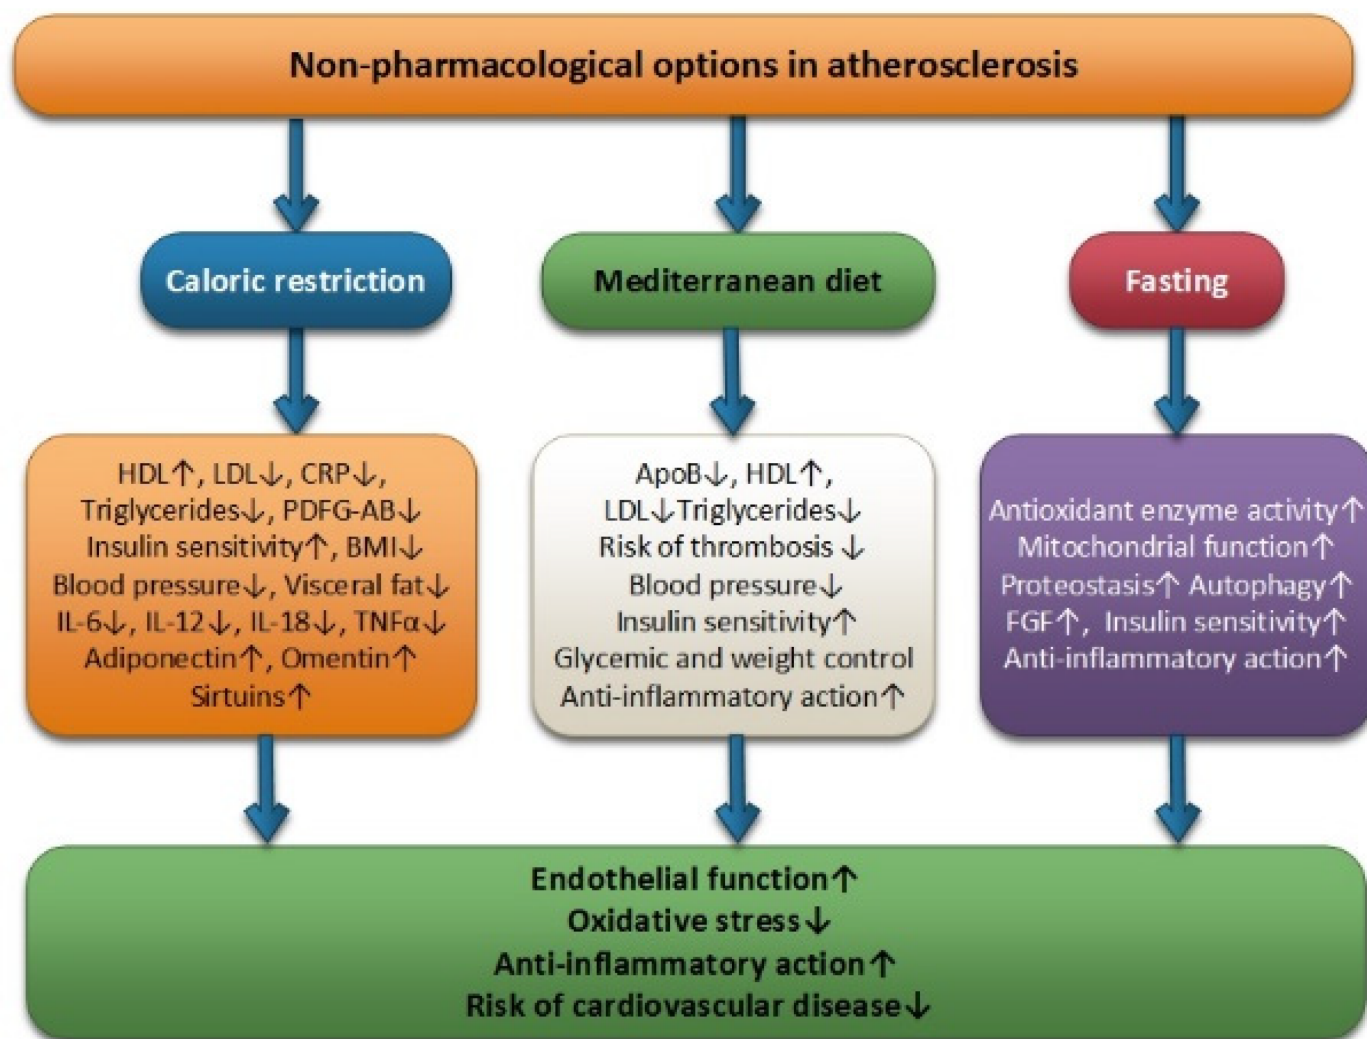 Non-pharmacological options in atherosclerosis
Caloric restriction
Mediterranean diet
Fasting
HDL↑, LDL↓, CRP↓,
Triglycerides↓, PDFG-AB↓
Insulin sensitivity↑, BMI↓
Blood pressure↓, Visceral fat↓
IL-6↓, IL-12↓, IL-18↓, TNFα↓
Adiponectin↑, Omentin↑
Sirtuins↑
ApoB↓, HDL↑,
LDL↓Triglycerides↓
Risk of thrombosis ↓
Blood pressure↓
Insulin sensitivity↑
Glycemic and weight control
Anti-inflammatory action↑
Antioxidant enzyme activity↑
Mitochondrial function↑
Proteostasis↑ Autophagy↑
FGF↑, Insulin sensitivity↑
Anti-inflammatory action↑
Endothelial function↑
Oxidative stress↓
Anti-inflammatory action↑
Risk of cardiovascular disease↓